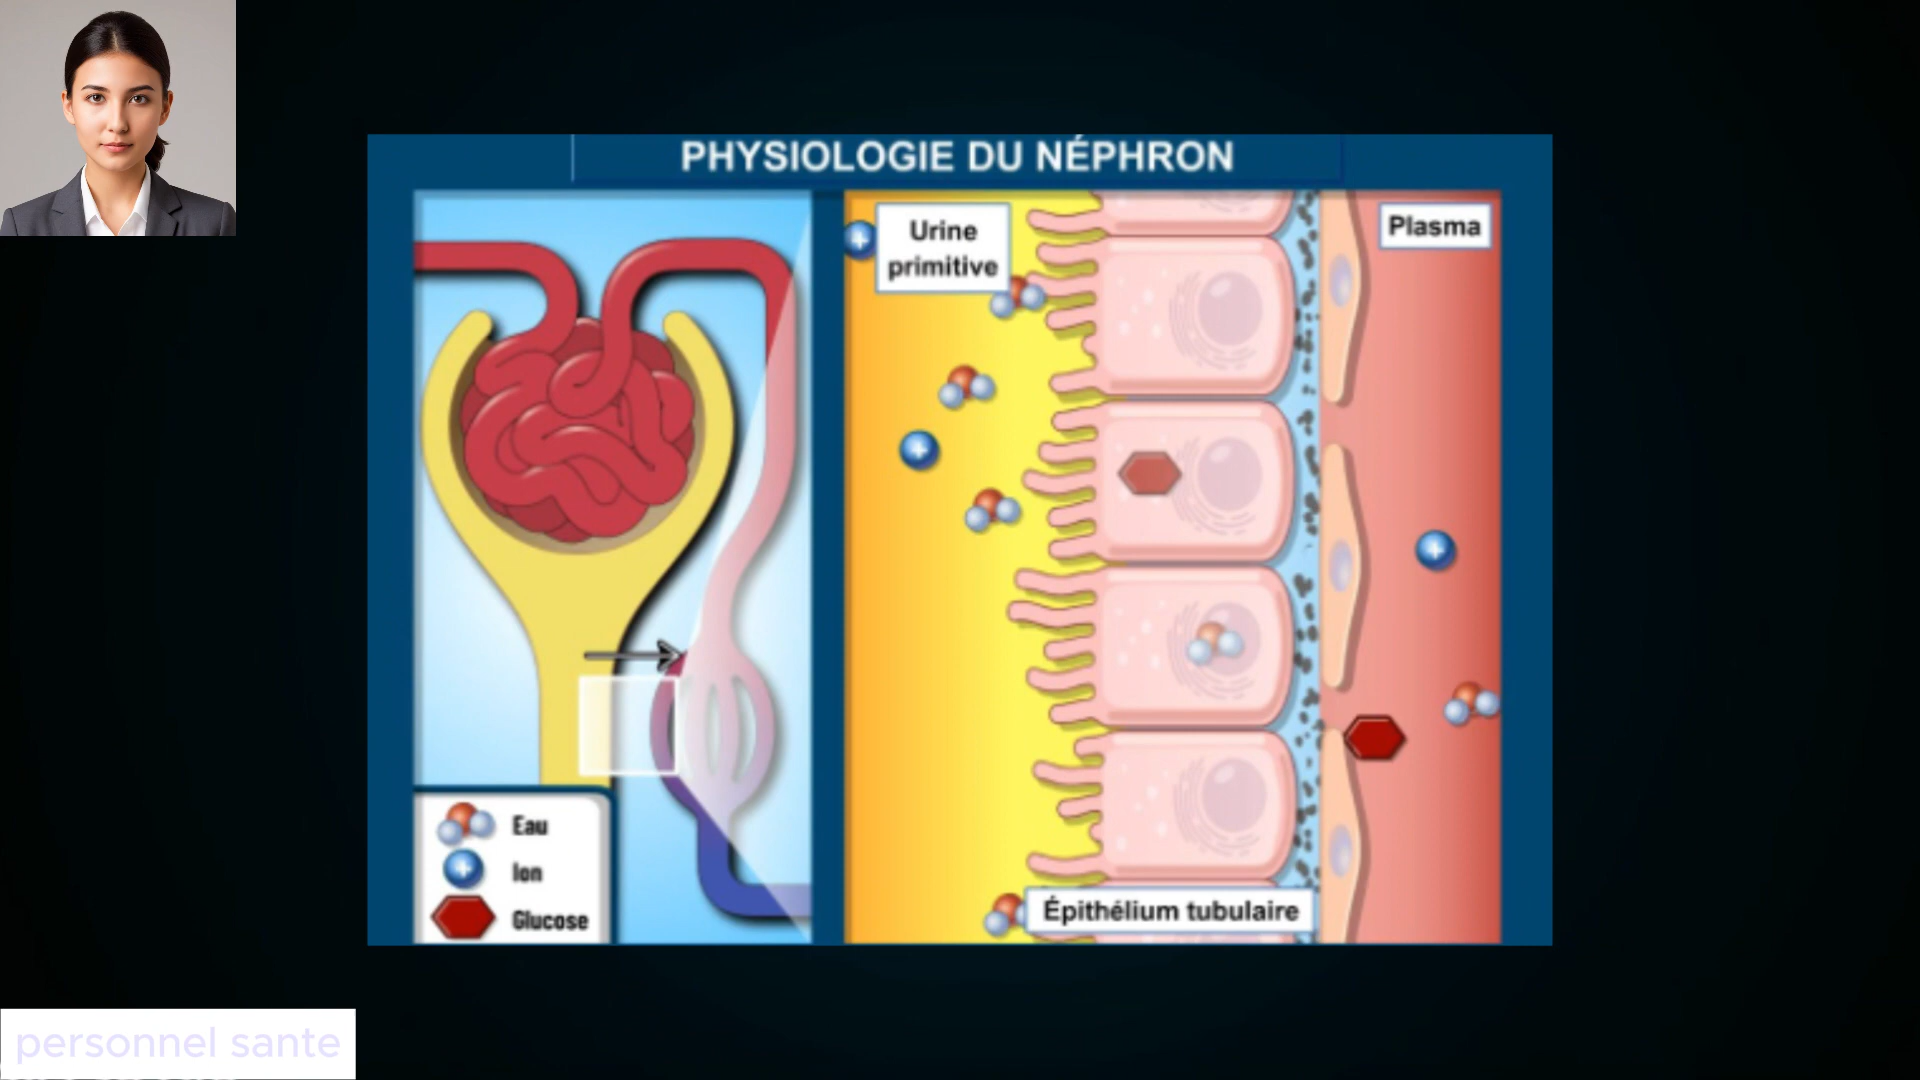 PHYSIOLOGIE DU NÉPHRON
Urine
primitive
Plasma
Eau
Ion
Glucose
Épithélium tubulaire
personnel sante